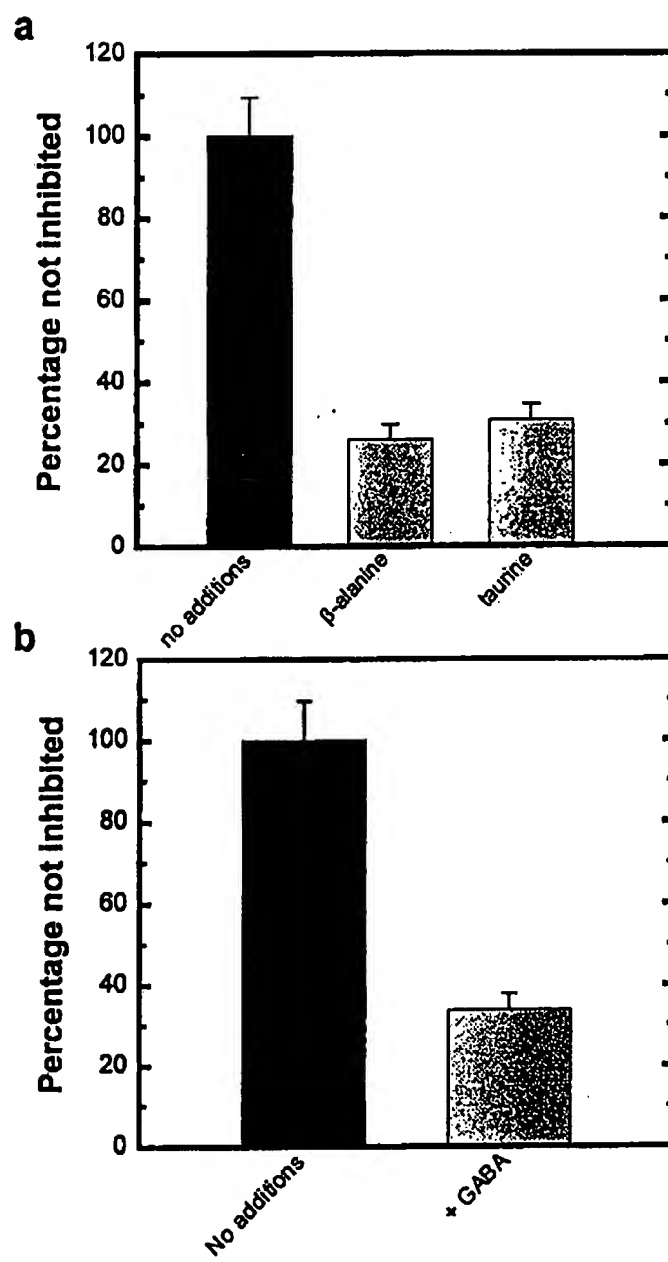 a
Percentage not inhibited
120
100
80
60
40
20
0
no additions
β-alanine
taurine
b
Percentage not inhibited
120
100
80
60
40
20
0
No additions
+ GABA